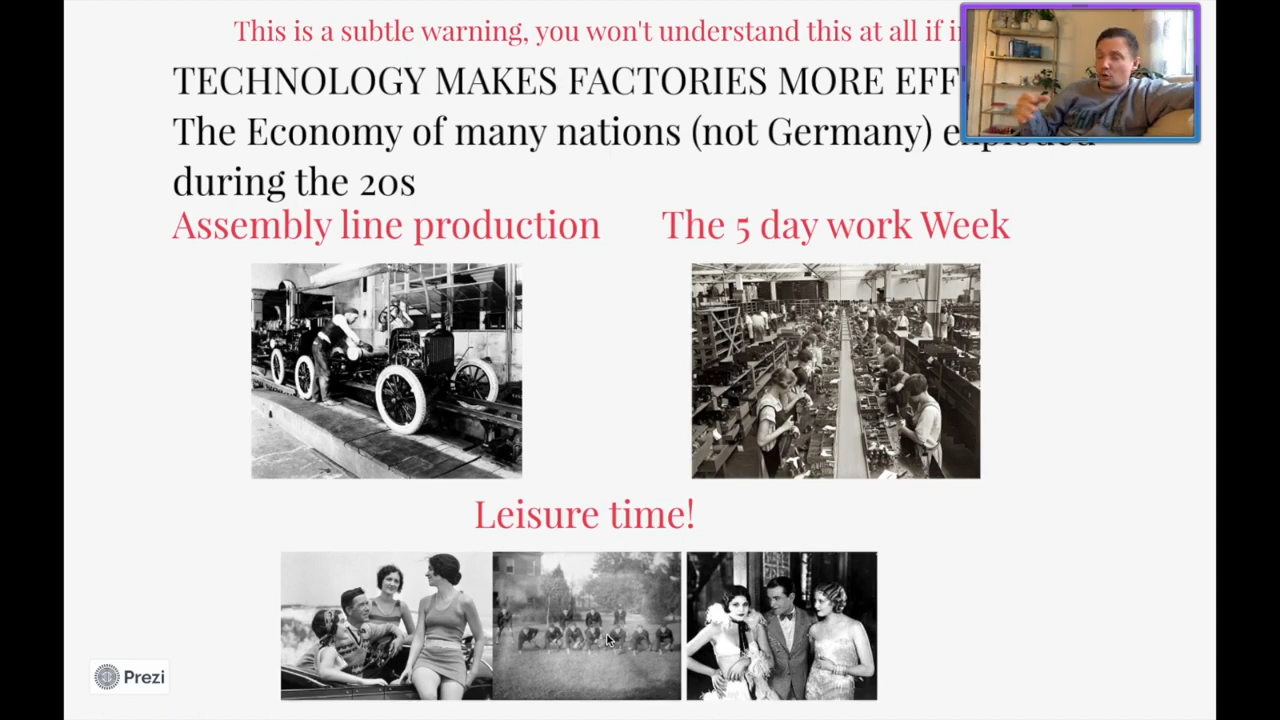 This is a subtle warning, you won't understand this at all if
TECHNOLOGY MAKES FACTORIES MORE
The Economy of many nations (not Germany) exploded
during the 20s
Assembly line production
The 5 day work Week
Leisure time!
Prezi